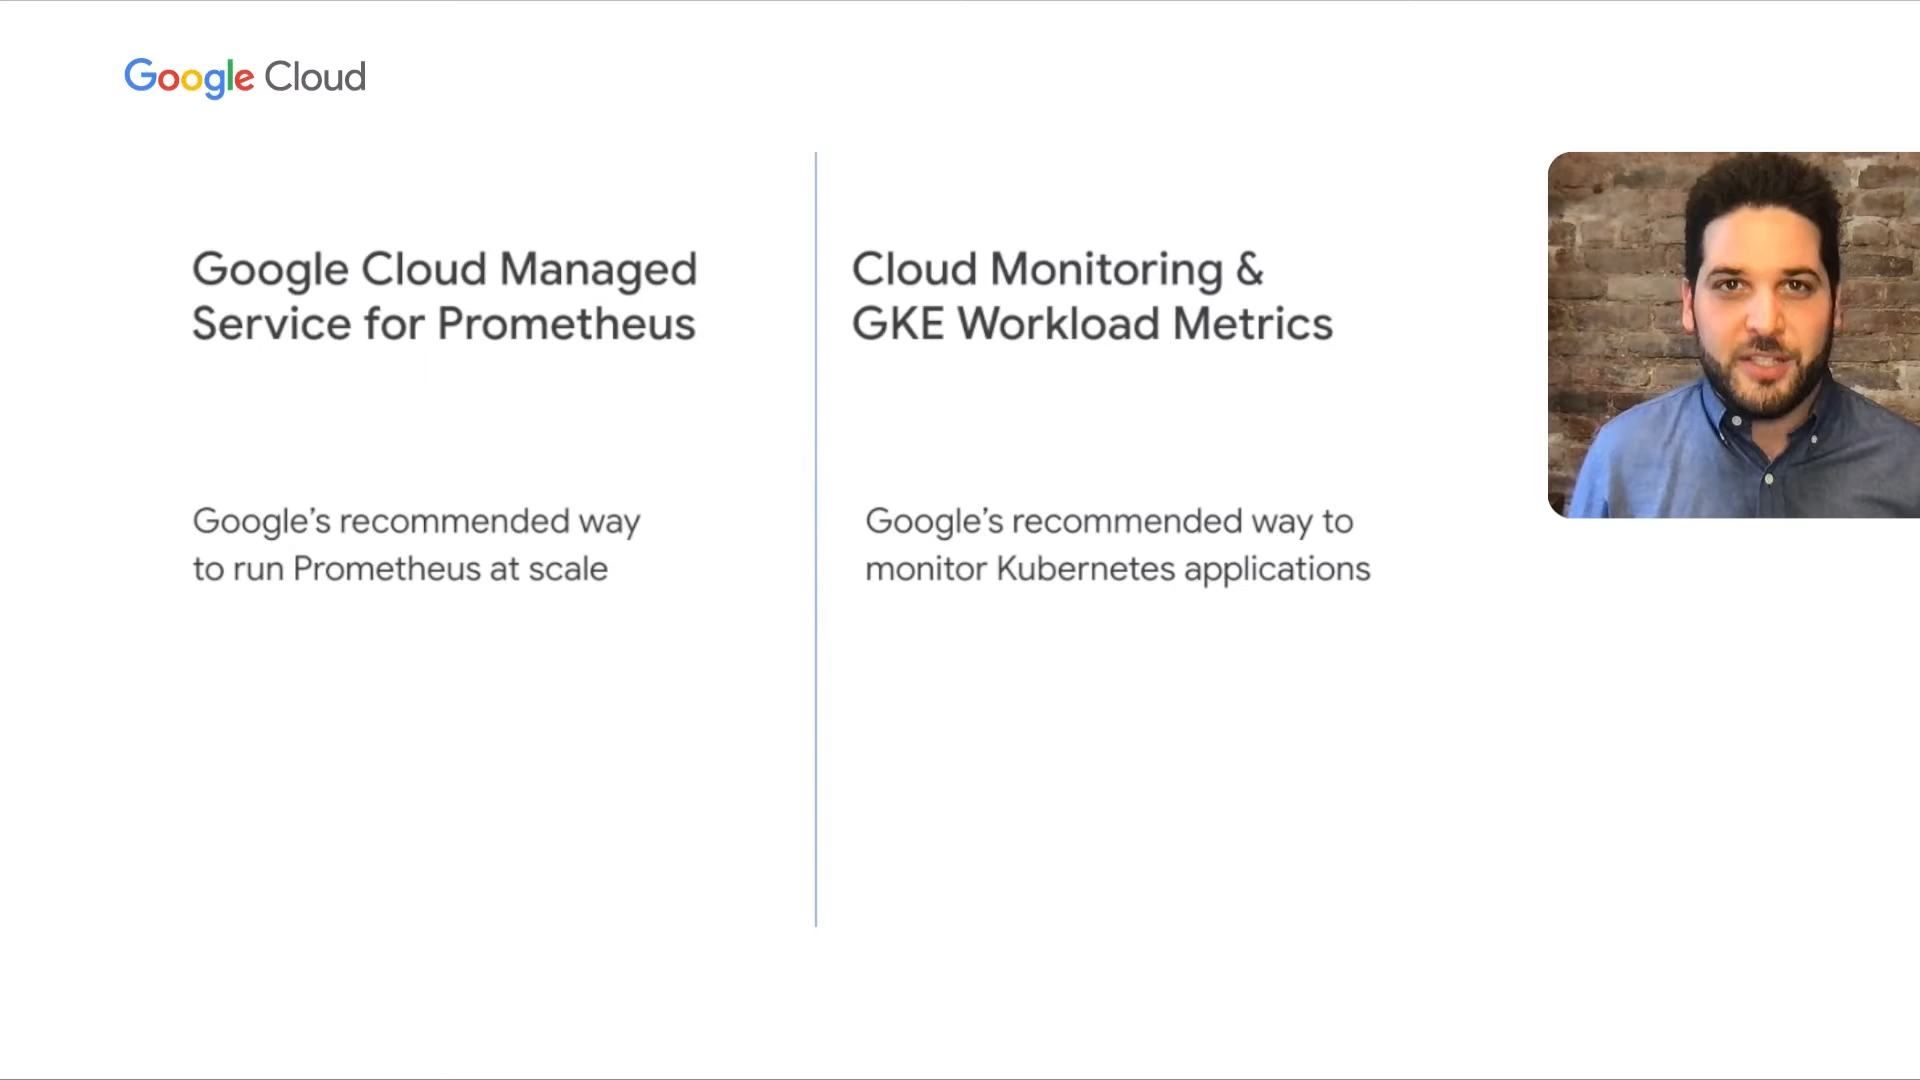 Google Cloud
Google Cloud Managed
Service for Prometheus
Google’s recommended way
to run Prometheus at scale
Cloud Monitoring &
GKE Workload Metrics
Google’s recommended way to
monitor Kubernetes applications